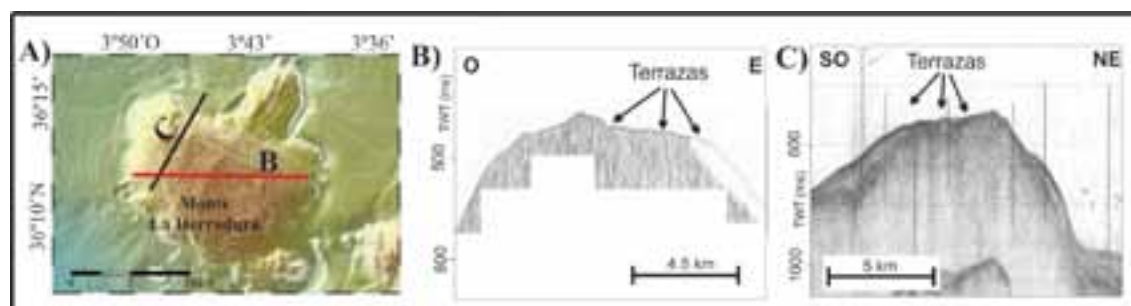 A)
3°50'O 3°43' 3°36'
36°15'
36°10'N
C
B
Monte
La Herradura
B)
O E
Terrazas
TWT (ms)
500
800
4.5 km
C)
SO NE
Terrazas
TWT (ms)
600
1000
5 km